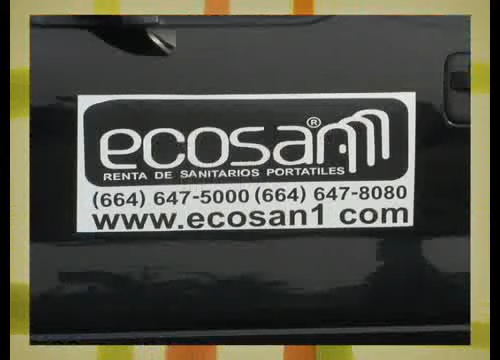 ecosan®
RENTA DE SANITARIOS PORTATILES
(664) 647-5000 (664) 647-8080
www.ecosan1 com